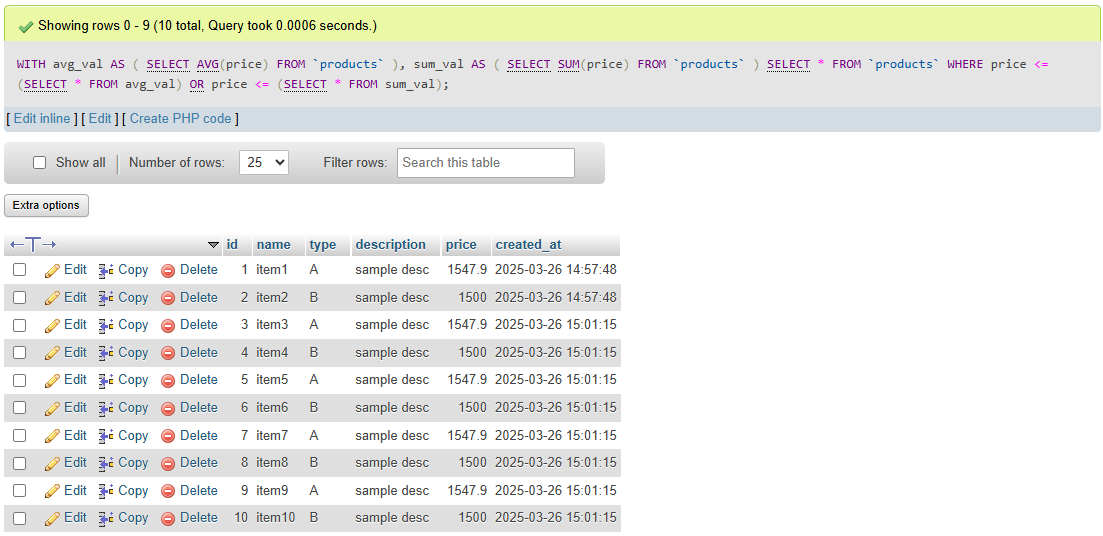 Showing rows 0 - 9 (10 total, Query took 0.0006 seconds.)
WITH avg_val AS ( SELECT AVG(price) FROM `products` ), sum_val AS ( SELECT SUM(price) FROM `products` ) SELECT * FROM `products` WHERE price <=
(SELECT * FROM avg_val) OR price <= (SELECT * FROM sum_val);
[ Edit inline ] [ Edit ] [ Create PHP code ]
Show all | Number of rows: 25 Filter rows: Search this table
Extra options
←T→ id name type description price created_at
Edit Copy Delete 1 item1 A sample desc 1547.9 2025-03-26 14:57:48
Edit Copy Delete 2 item2 B sample desc 1500 2025-03-26 14:57:48
Edit Copy Delete 3 item3 A sample desc 1547.9 2025-03-26 15:01:15
Edit Copy Delete 4 item4 B sample desc 1500 2025-03-26 15:01:15
Edit Copy Delete 5 item5 A sample desc 1547.9 2025-03-26 15:01:15
Edit Copy Delete 6 item6 B sample desc 1500 2025-03-26 15:01:15
Edit Copy Delete 7 item7 A sample desc 1547.9 2025-03-26 15:01:15
Edit Copy Delete 8 item8 B sample desc 1500 2025-03-26 15:01:15
Edit Copy Delete 9 item9 A sample desc 1547.9 2025-03-26 15:01:15
Edit Copy Delete 10 item10 B sample desc 1500 2025-03-26 15:01:15